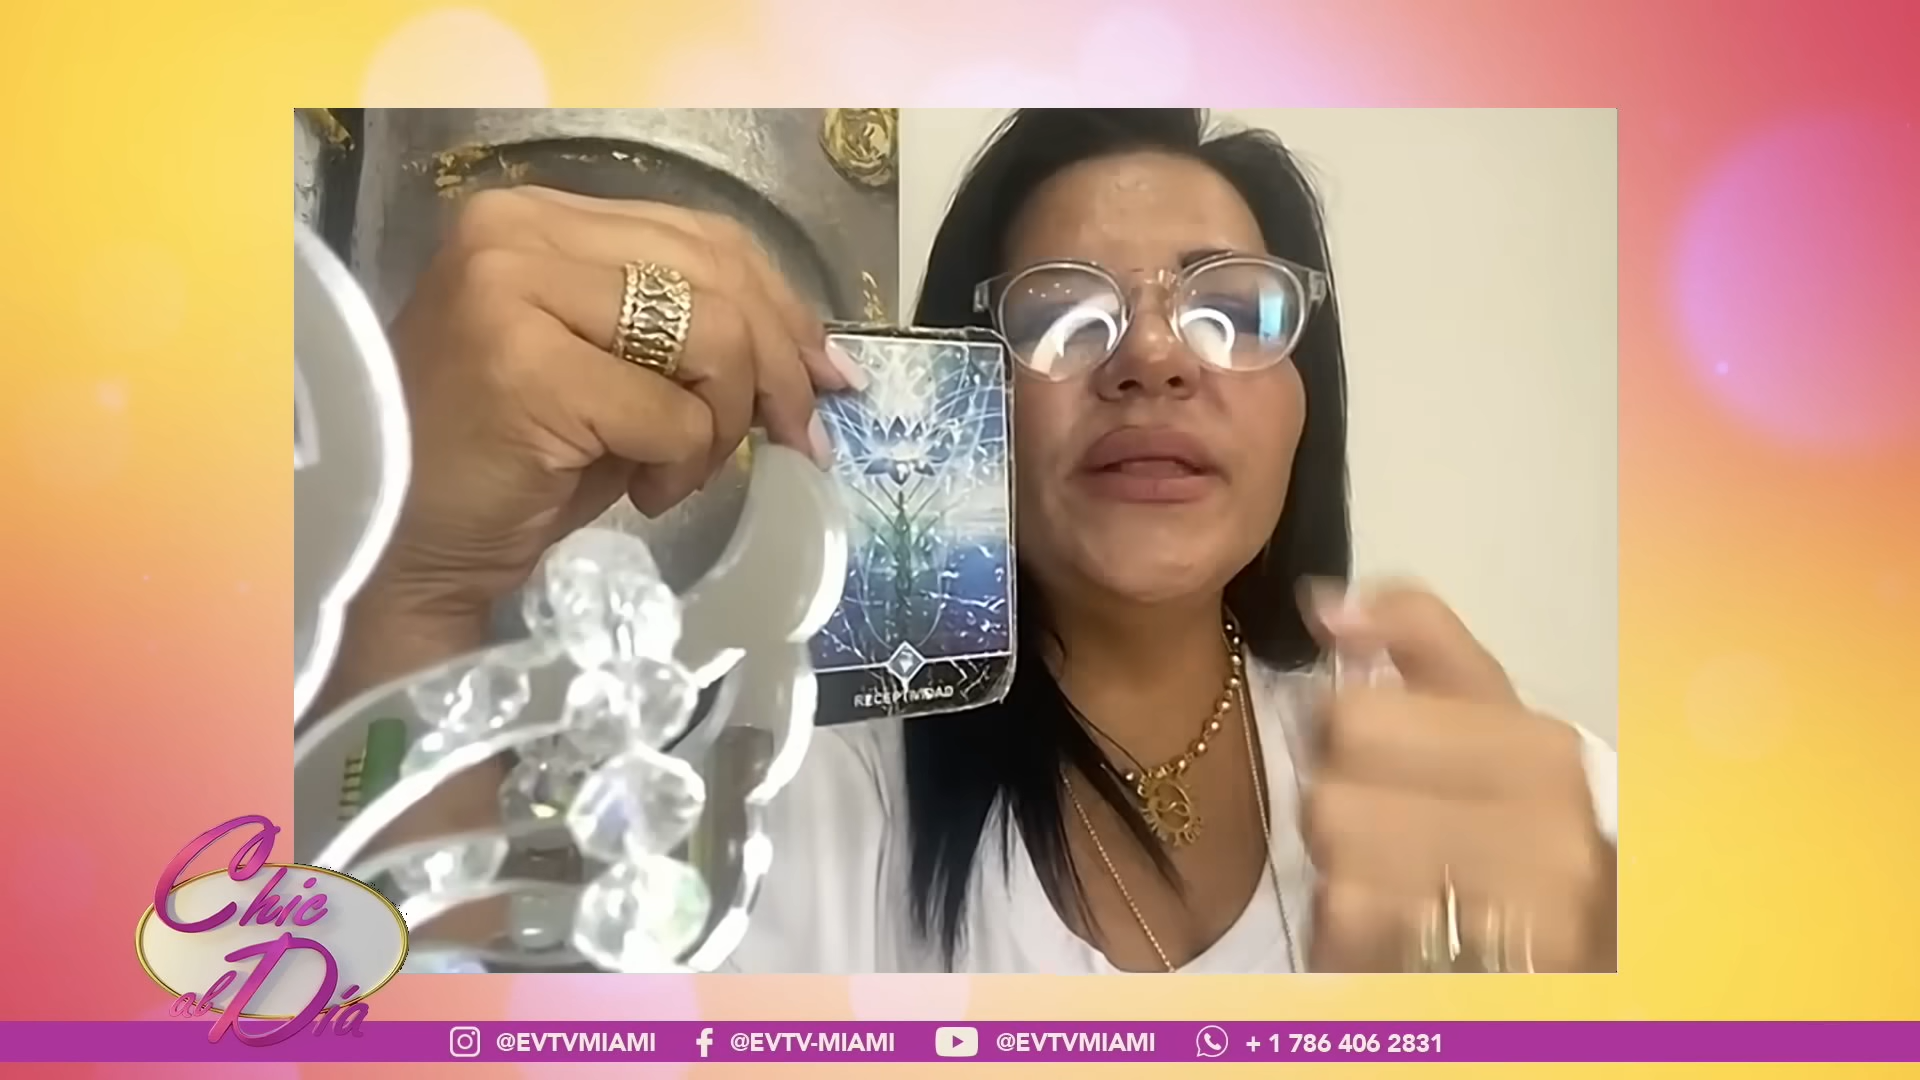 RECEPTIVIDAD
Chic
al Día
@EVTVMIAMI @EVTV-MIAMI @EVTVMIAMI + 1 786 406 2831